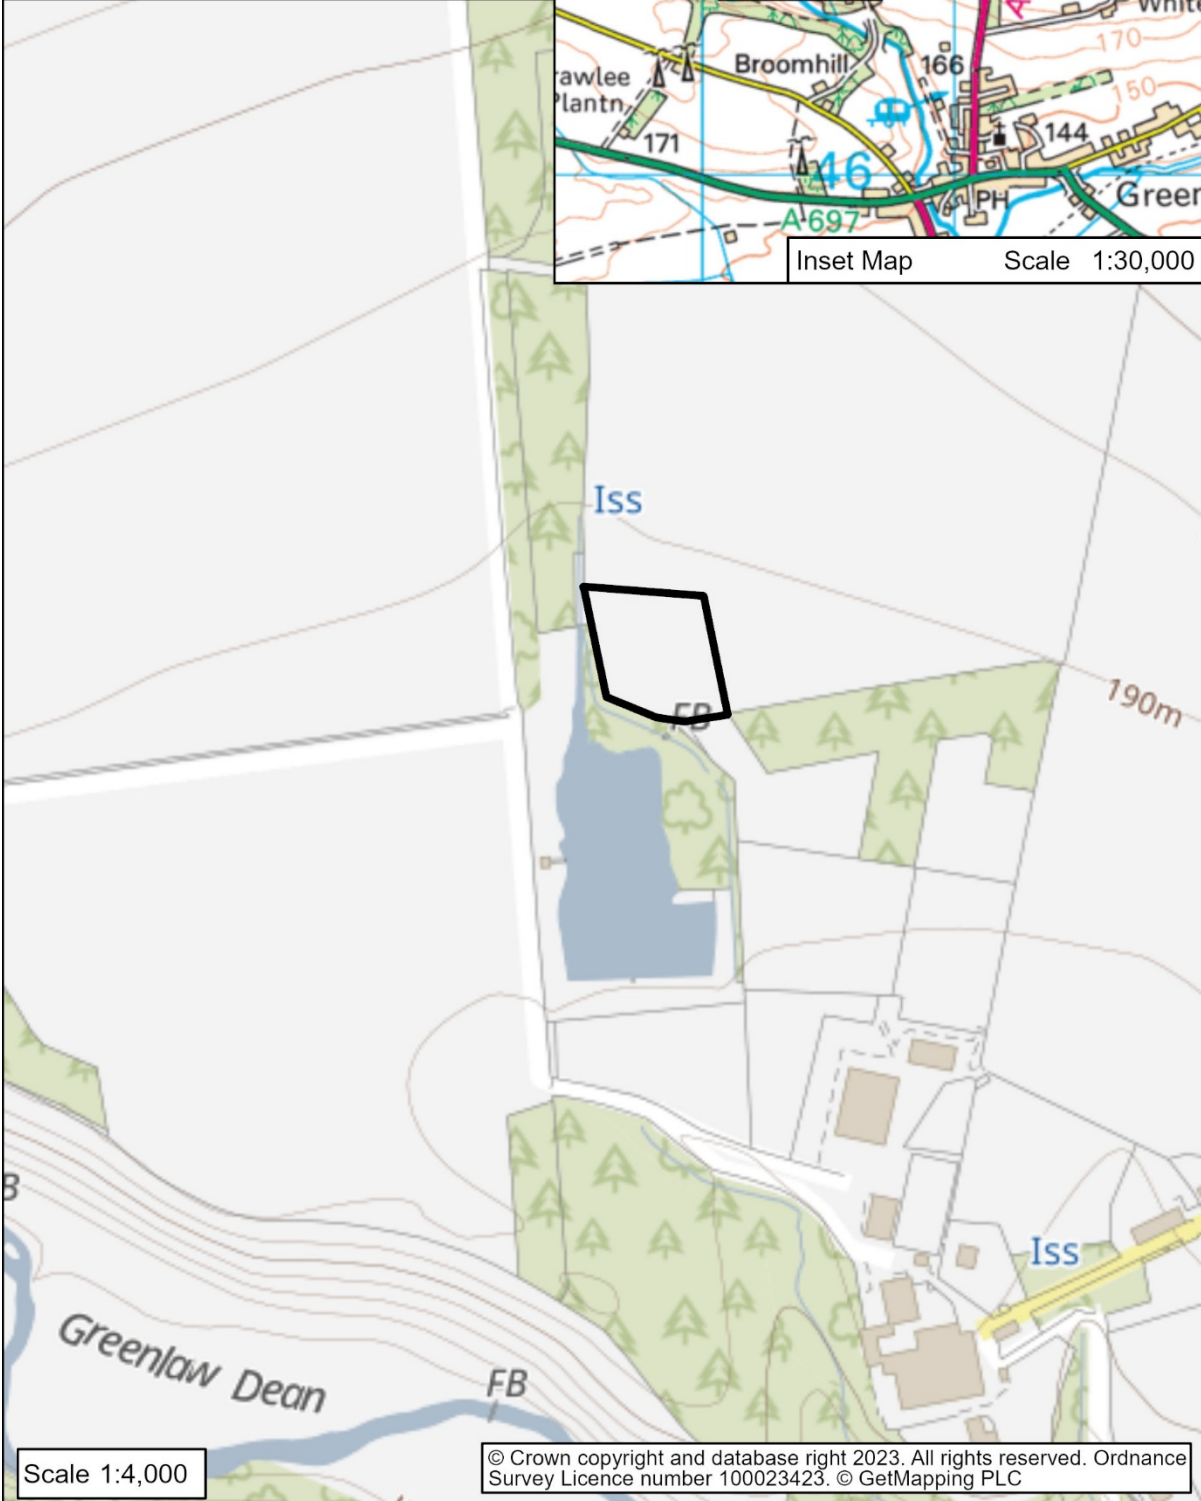 White
170
Broomhill
166
rawlee
Plantn
150
171
144
46
PH
Green
A 697
Inset Map Scale 1:30,000
Iss
190m
FB
B
Iss
Greenlaw Dean
FB
Scale 1:4,000
© Crown copyright and database right 2023. All rights reserved. Ordnance
Survey Licence number 100023423. © GetMapping PLC